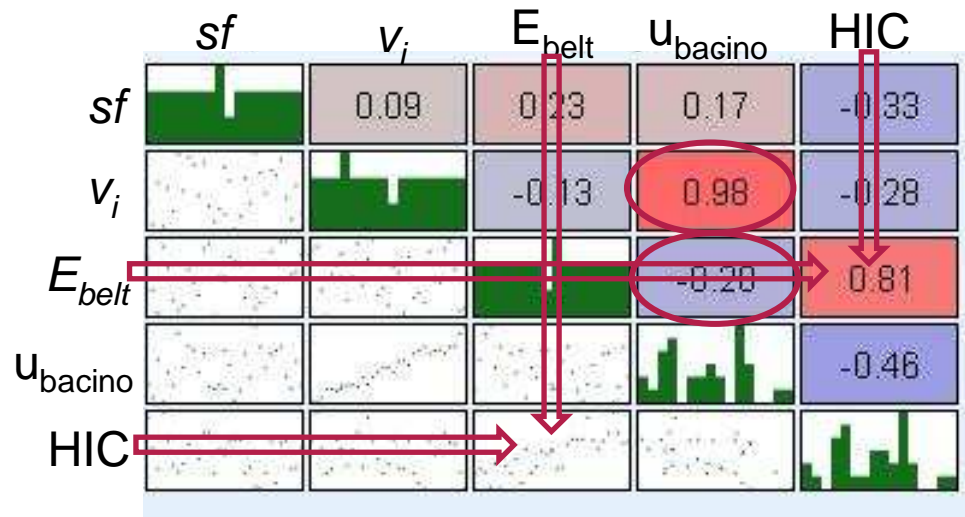 sf v_i E_belt u_bacino HIC
sf 0.09 0.23 0.17 -0.33
v_i -0.13 0.98 -0.28
E_belt -0.20 0.81
u_bacino -0.46
HIC